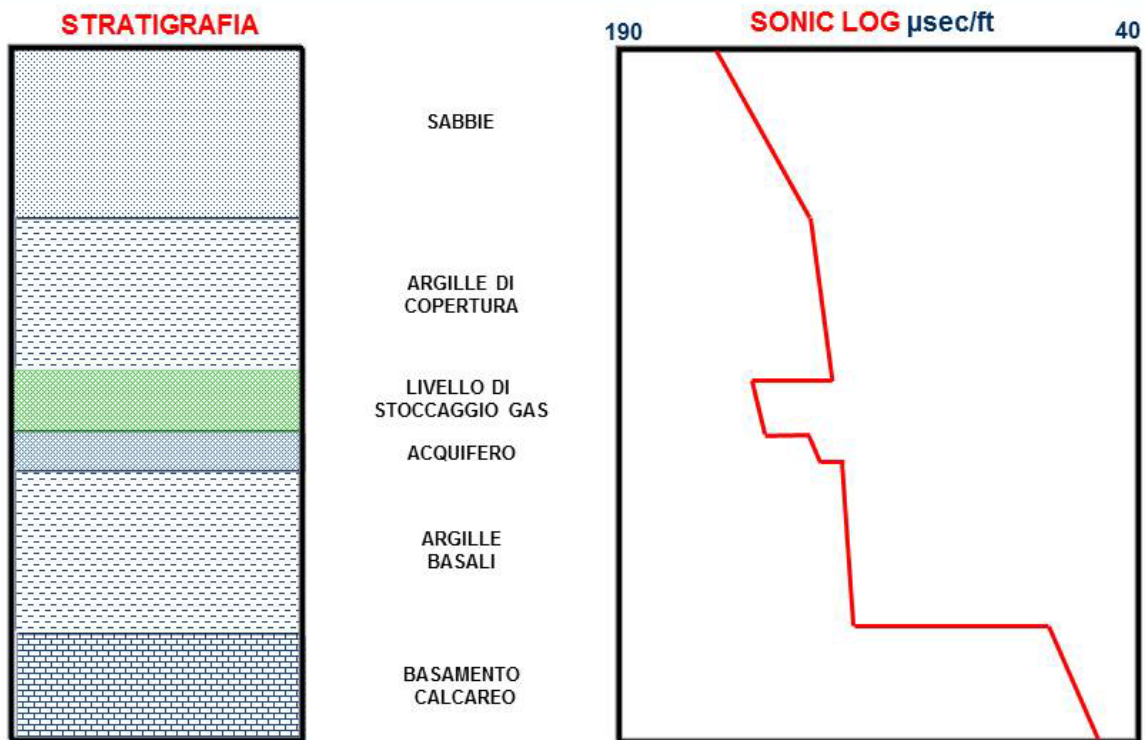 STRATIGRAFIA
190
SONIC LOG µsec/ft
40
SABBIE
ARGILLE DI
COPERTURA
LIVELLO DI
STOCCAGGIO GAS
ACQUIFERO
ARGILLE
BASALI
BASAMENTO
CALCAREO